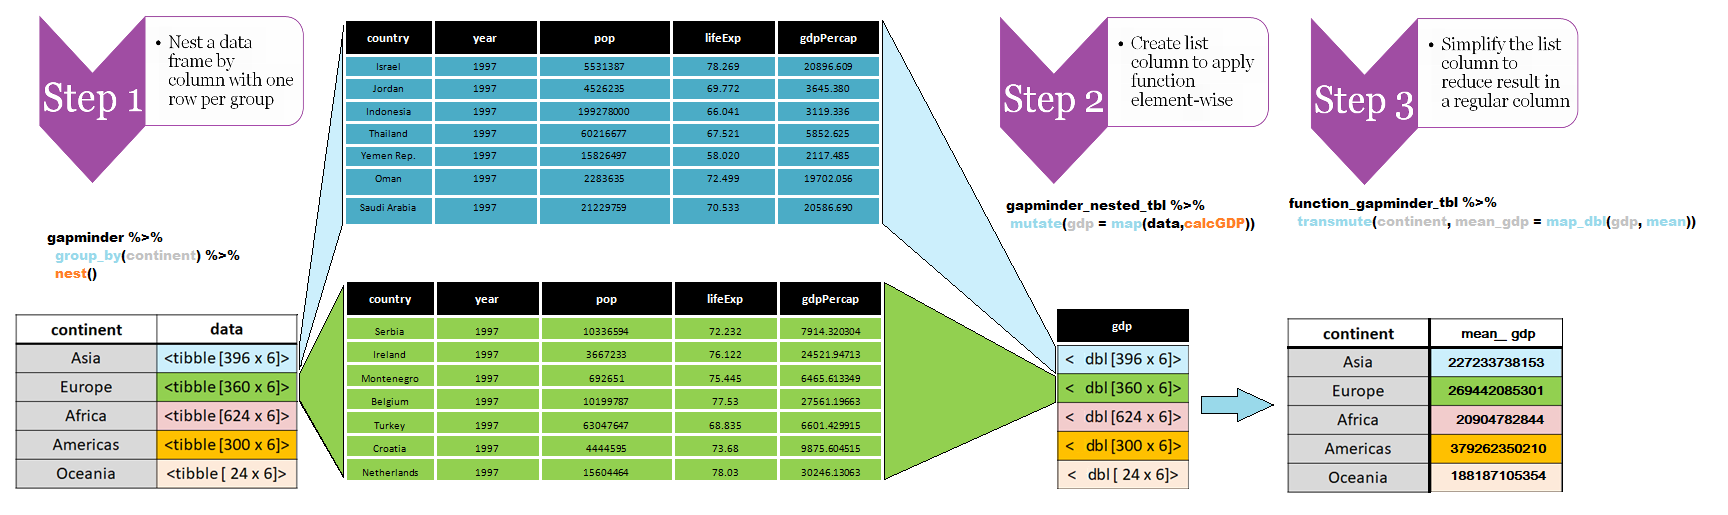 Step 1
• Nest a data
frame by
column with one
row per group
gapminder %>%
group_by(continent) %>%
nest()
continent data
Asia <tibble [396 x 6]>
Europe <tibble [360 x 6]>
Africa <tibble [624 x 6]>
Americas <tibble [300 x 6]>
Oceania <tibble [ 24 x 6]>
country year pop lifeExp gdpPercap
Israel 1997 5531387 78.269 20896.609
Jordan 1997 4526235 69.772 3645.380
Indonesia 1997 199278000 66.041 3119.336
Thailand 1997 60216677 67.521 5852.625
Yemen Rep. 1997 15826497 58.020 2117.485
Oman 1997 2283635 72.499 19702.056
Saudi Arabia 1997 21229759 70.533 20586.690
country year pop lifeExp gdpPercap
Serbia 1997 10336594 72.232 7914.320304
Ireland 1997 3667233 76.122 24521.94713
Montenegro 1997 692651 75.445 6465.613349
Belgium 1997 10199787 77.53 27561.19663
Turkey 1997 63047647 68.835 6601.429915
Croatia 1997 4444595 73.68 9875.604515
Netherlands 1997 15604464 78.03 30246.13063
Step 2
• Create list
column to apply
function
element-wise
gapminder_nested_tbl %>%
mutate(gdp = map(data,calcGDP))
gdp
< dbl [396 x 6]>
< dbl [360 x 6]>
< dbl [624 x 6]>
< dbl [300 x 6]>
< dbl [ 24 x 6]>
Step 3
• Simplify the list
column to
reduce result in
a regular column
function_gapminder_tbl %>%
transmute(continent, mean_gdp = map_dbl(gdp, mean))
continent mean__gdp
Asia 227233738153
Europe 269442085301
Africa 20904782844
Americas 379262350210
Oceania 188187105354